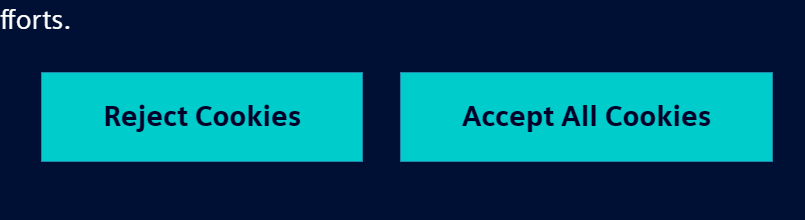 fforts.
Reject Cookies
Accept All Cookies